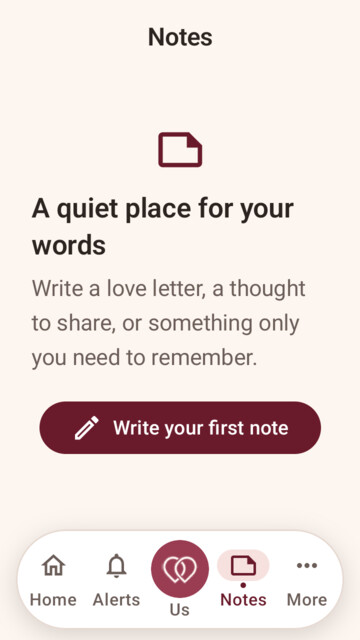 Notes
A quiet place for your
words
Write a love letter, a thought
to share, or something only
you need to remember.
Write your first note
Home
Alerts
Us
Notes
More